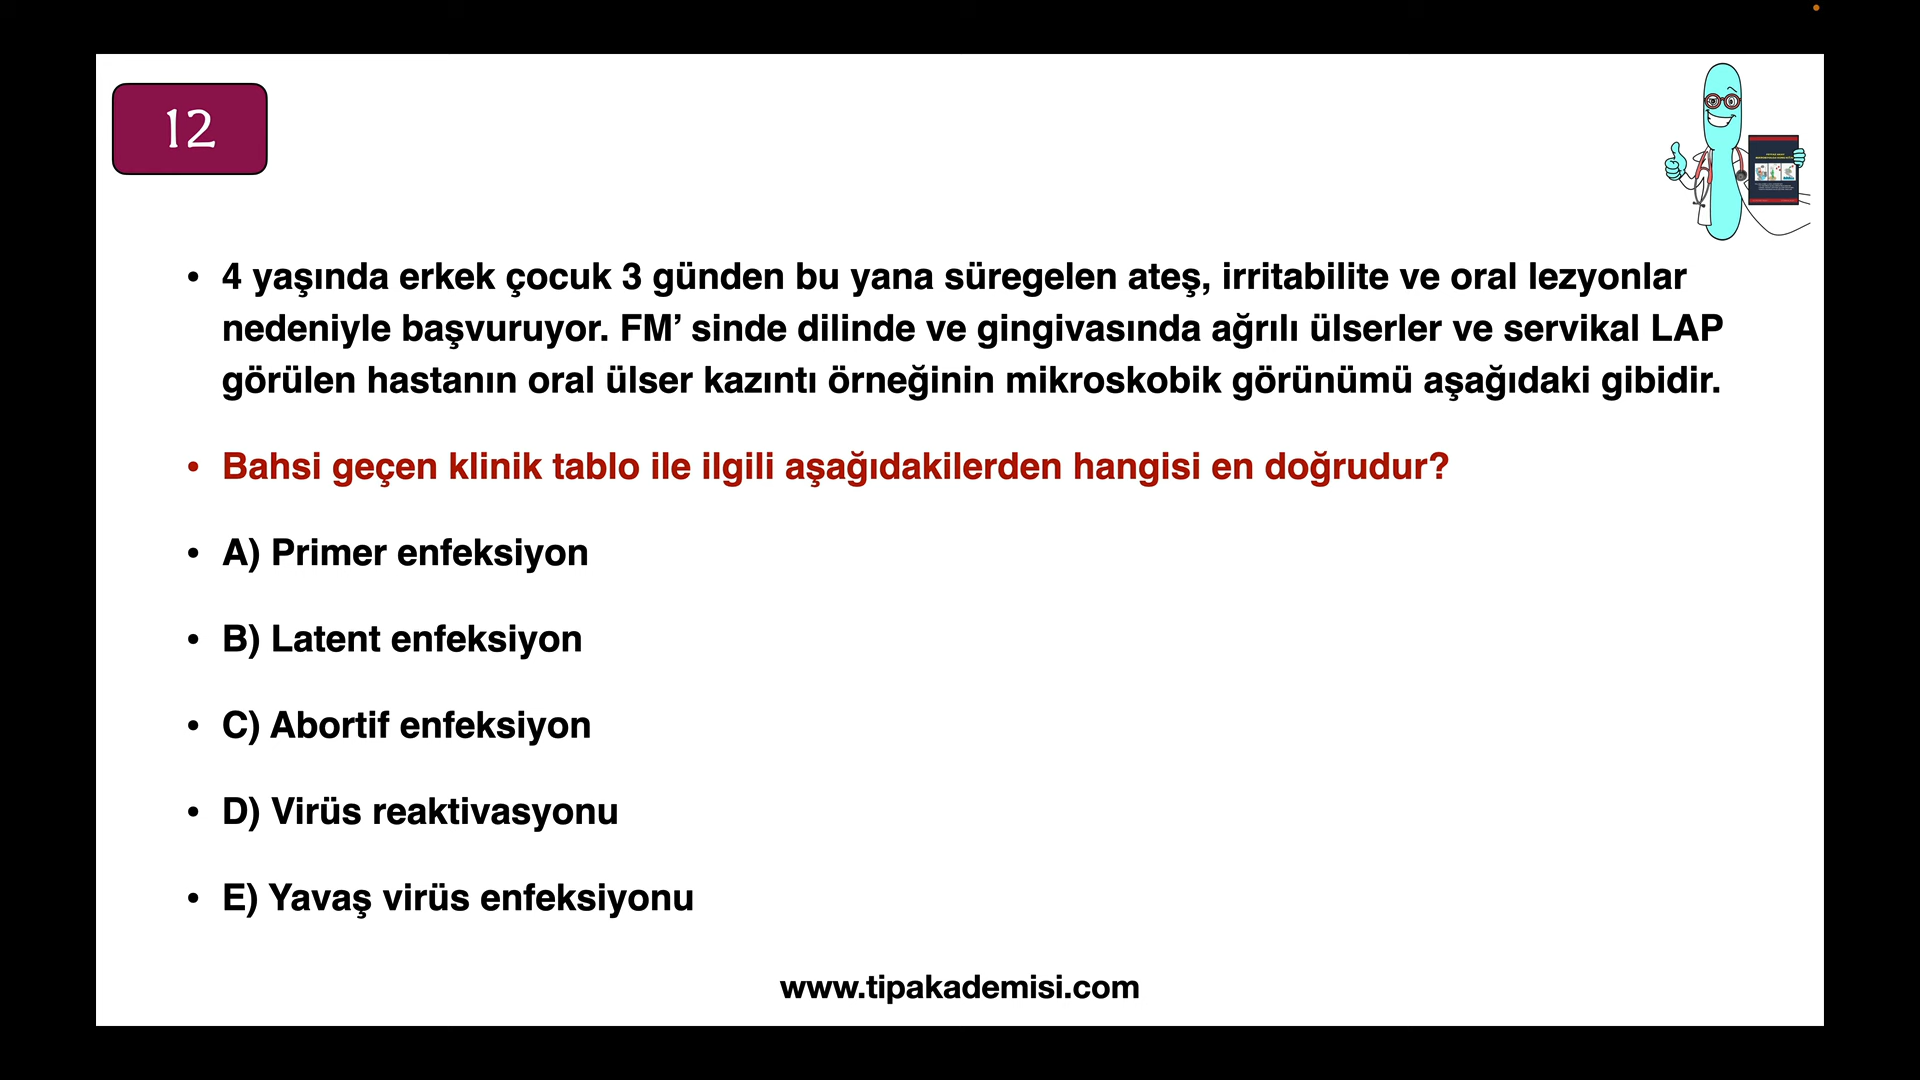 12
• 4 yaşında erkek çocuk 3 günden bu yana süregelen ateş, irritabilite ve oral lezyonlar
nedeniyle başvuruyor. FM’ sinde dilinde ve gingivasında ağrılı ülserler ve servikal LAP
görülen hastanın oral ülser kazıntı örneğinin mikroskobik görünümü aşağıdaki gibidir.
• Bahsi geçen klinik tablo ile ilgili aşağıdakilerden hangisi en doğrudur?
• A) Primer enfeksiyon
• B) Latent enfeksiyon
• C) Abortif enfeksiyon
• D) Virüs reaktivasyonu
• E) Yavaş virüs enfeksiyonu
www.tipakademisi.com